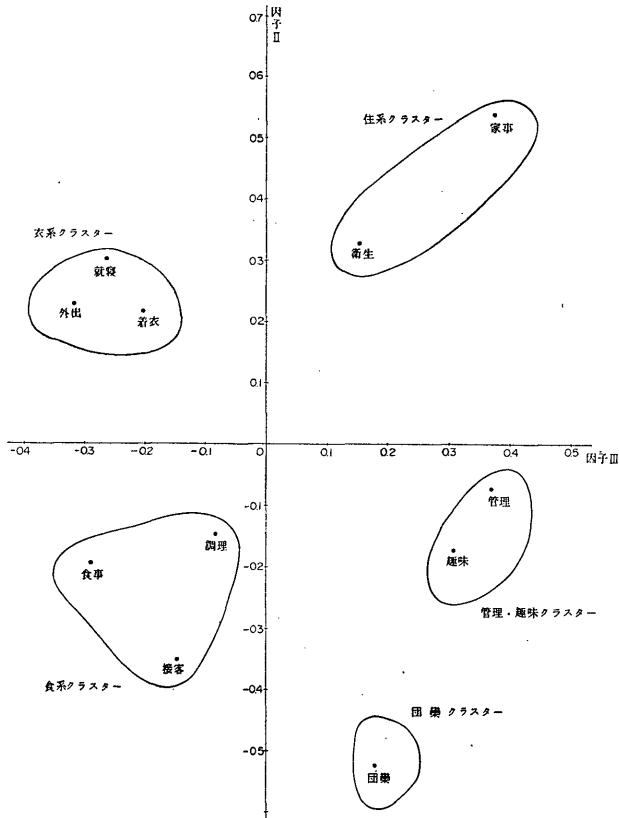 因子Ⅱ
0.7
0.6
住系クラスター
家事
0.5
0.4
衣系クラスター
就寝
衛生
0.3
外出
着衣
0.2
0.1
-0.4
-0.3
-0.2
-0.1
0
0.1
0.2
0.3
0.4
0.5
因子Ⅲ
-0.1
管理
調理
趣味
食事
-0.2
管理・趣味クラスター
-0.3
接客
食系クラスター
-0.4
団欒クラスター
-0.5
団欒